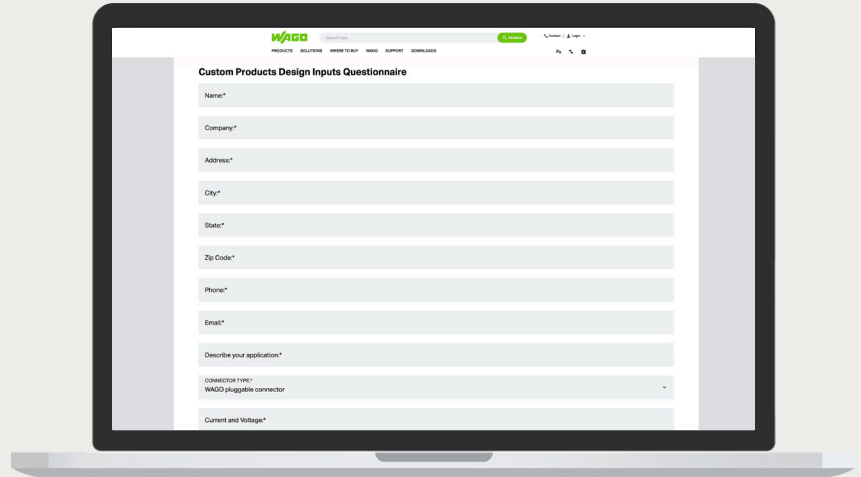 WAGO
Search here
SEARCH
Contact | Login
PRODUCTS SOLUTIONS WHERE TO BUY WAGO SUPPORT DOWNLOADS
Custom Products Design Inputs Questionnaire
Name:*
Company:*
Address:*
City:*
State:*
Zip Code:*
Phone:*
Email:*
Describe your application:*
CONNECTOR TYPE:*
WAGO pluggable connector
Current and Voltage:*